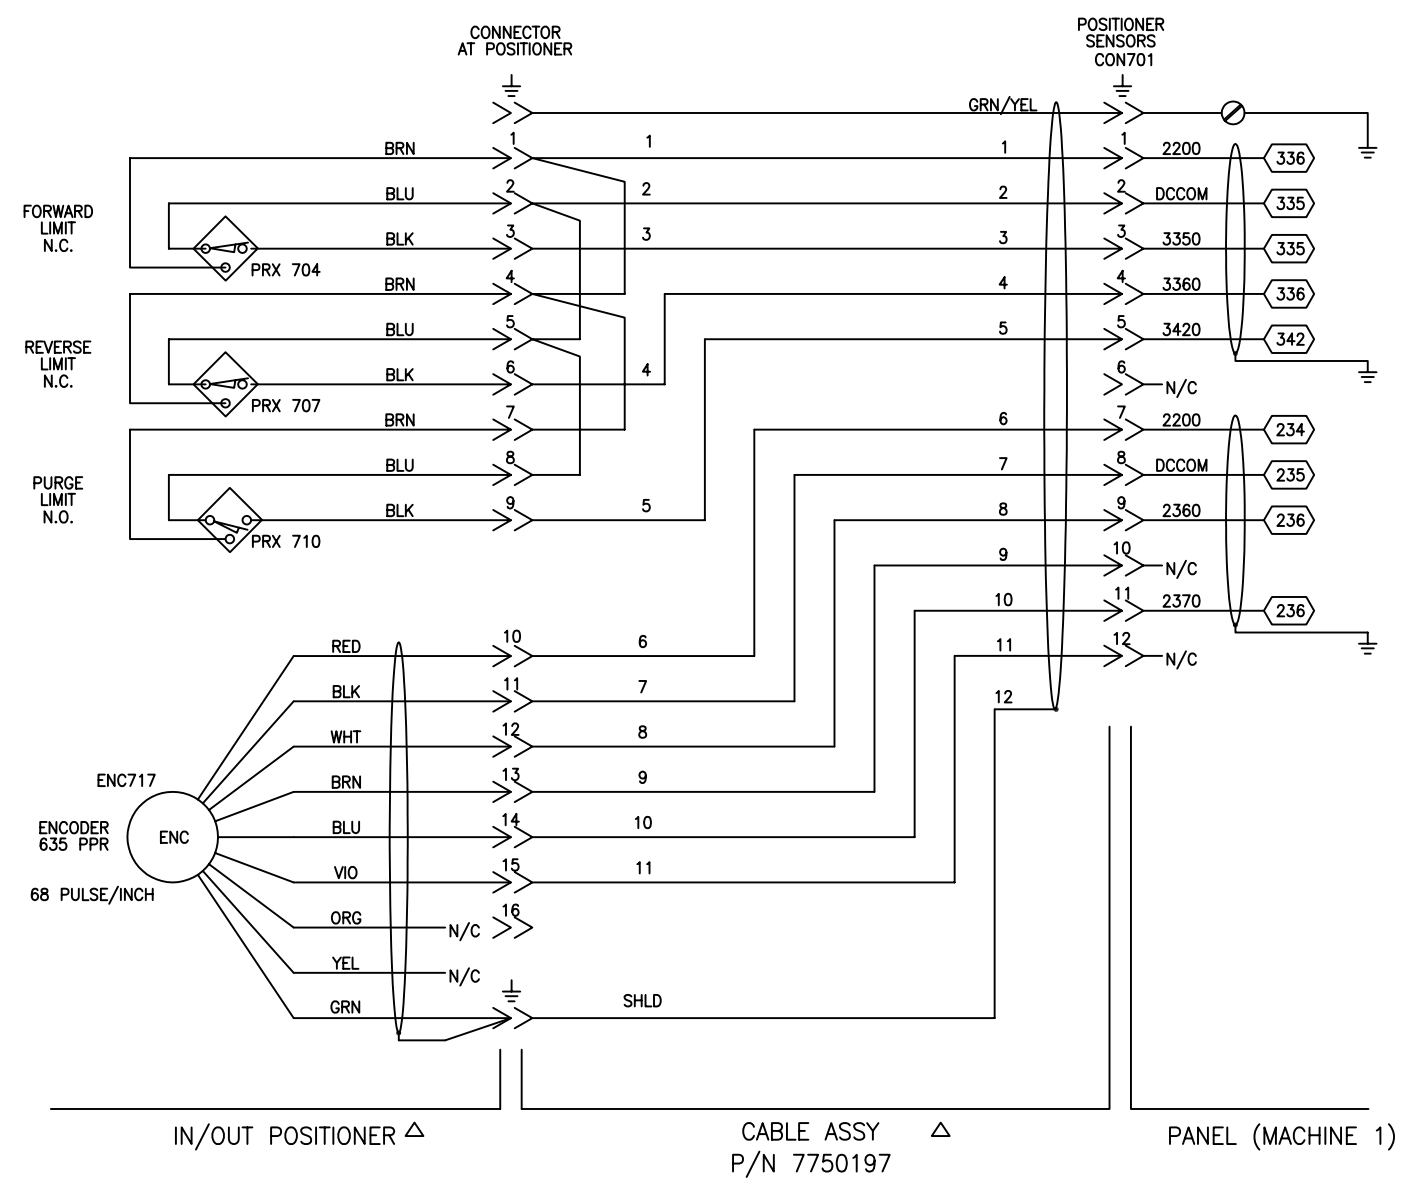 CONNECTOR
AT POSITIONER
POSITIONER
SENSORS
CON701
GRN/YEL
BRN 1 1 1 1 2200 336
BLU 2 2 2 2 DCCOM 335
FORWARD
LIMIT
N.C.
BLK 3 3 3 3 3350 335
PRX 704
BRN 4 4 4 3360 336
BLU 5 5 5 3420 342
REVERSE
LIMIT
N.C.
BLK 6 4 6 N/C
PRX 707
BRN 7 6 7 2200 234
BLU 8 7 8 DCCOM 235
PURGE
LIMIT
N.O.
BLK 9 5 8 9 2360 236
PRX 710
9 10 N/C
10 11 2370 236
RED 10 6 11 12 N/C
BLK 11 7 12
WHT 12 8
ENC717
BRN 13 9
ENCODER
635 PPR
ENC
BLU 14 10
VIO 15 11
68 PULSE/INCH
ORG N/C 16
YEL N/C
GRN SHLD
IN/OUT POSITIONER
CABLE ASSY
P/N 7750197
PANEL (MACHINE 1)